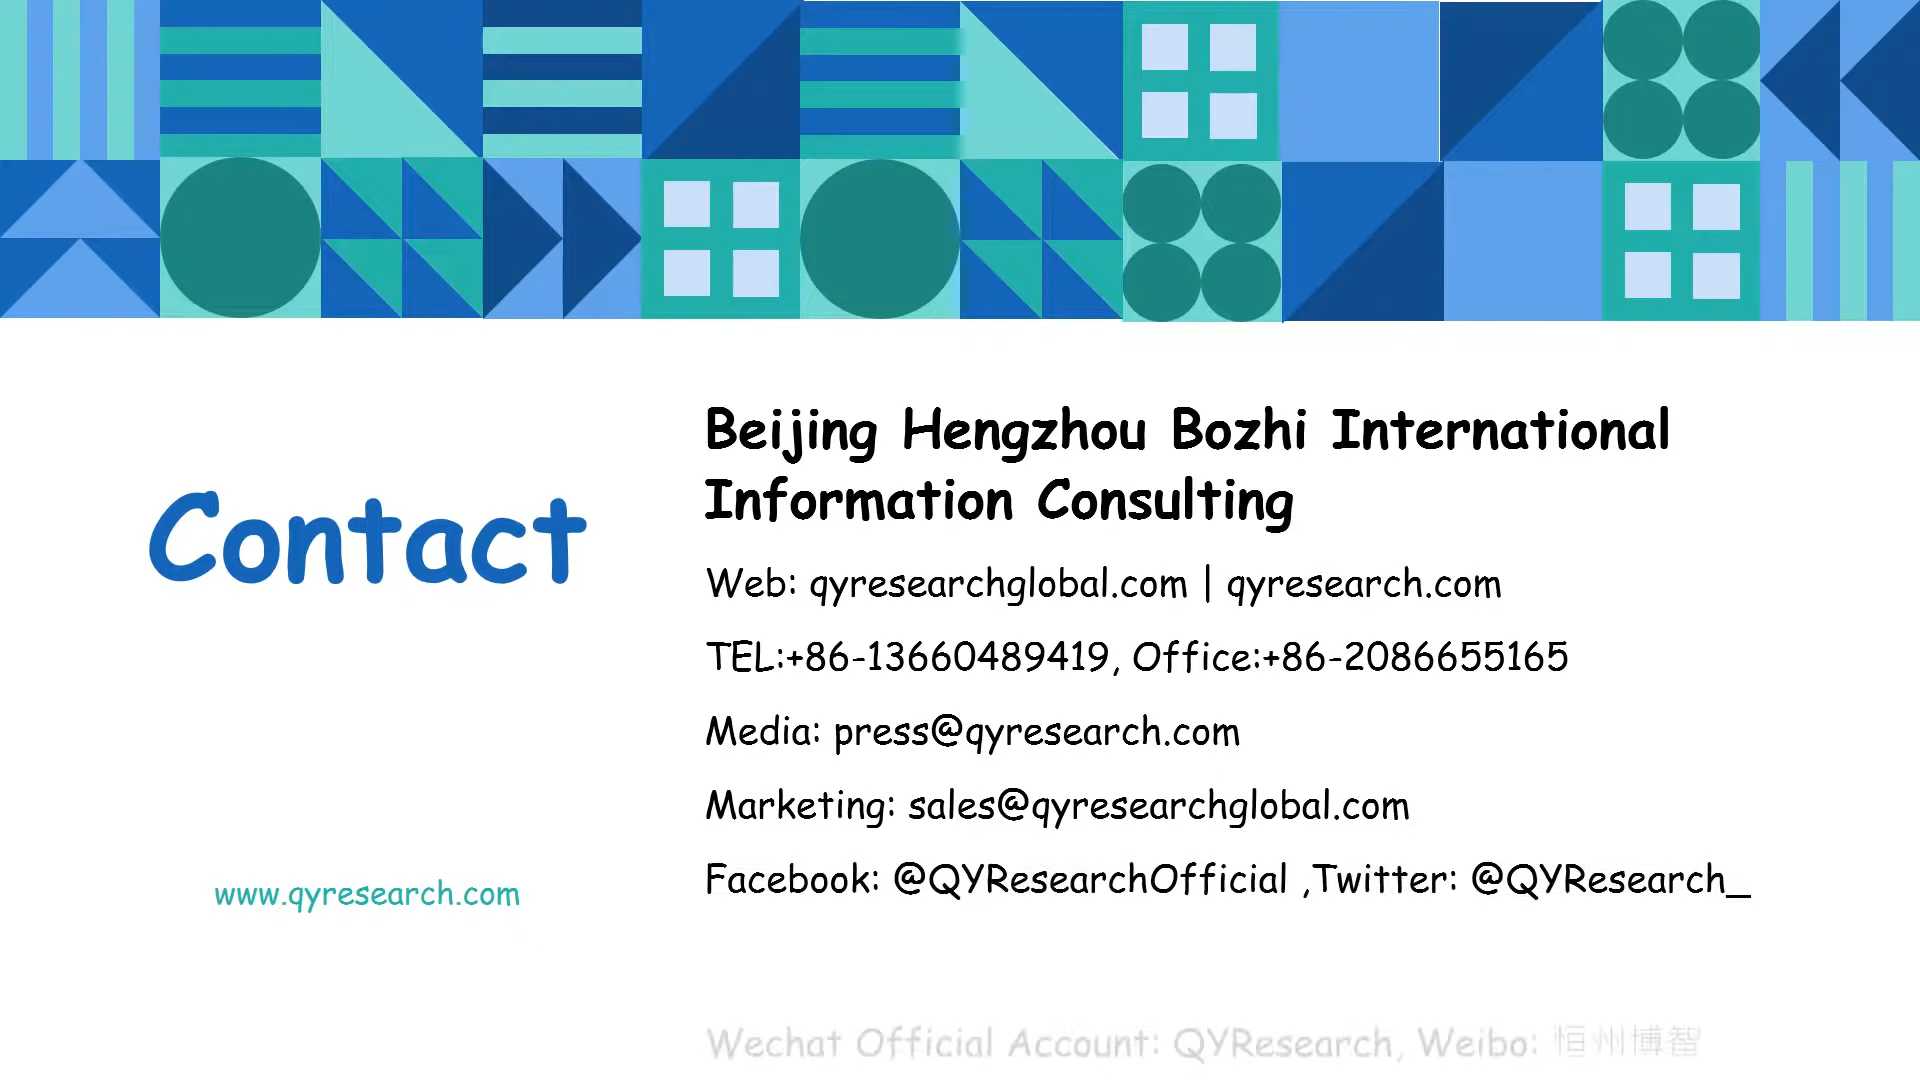 Beijing Hengzhou Bozhi International
Information Consulting
Contact
Web: qyresearchglobal.com | qyresearch.com
TEL:+86-13660489419, Office:+86-2086655165
Media: press@qyresearch.com
Marketing: sales@qyresearchglobal.com
Facebook: @QYResearchOfficial ,Twitter: @QYResearch_
www.qyresearch.com
Wechat Official Account: QYResearch, Weibo: 恒州博智